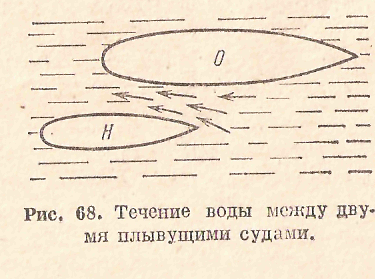 О
Н
Рис. 68. Течение воды между дву-
мя плывущими судами.